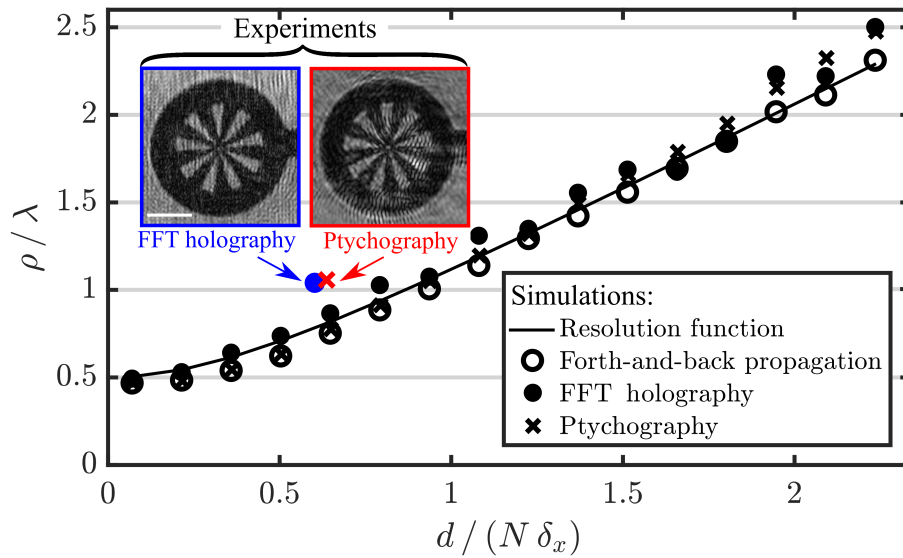 Experiments
FFT holography
Ptychography
2.5
2
1.5
1
0.5
0
ρ / λ
Simulations:
Resolution function
Forth-and-back propagation
FFT holography
Ptychography
0
0.5
1
1.5
2
d / (N δₓ)